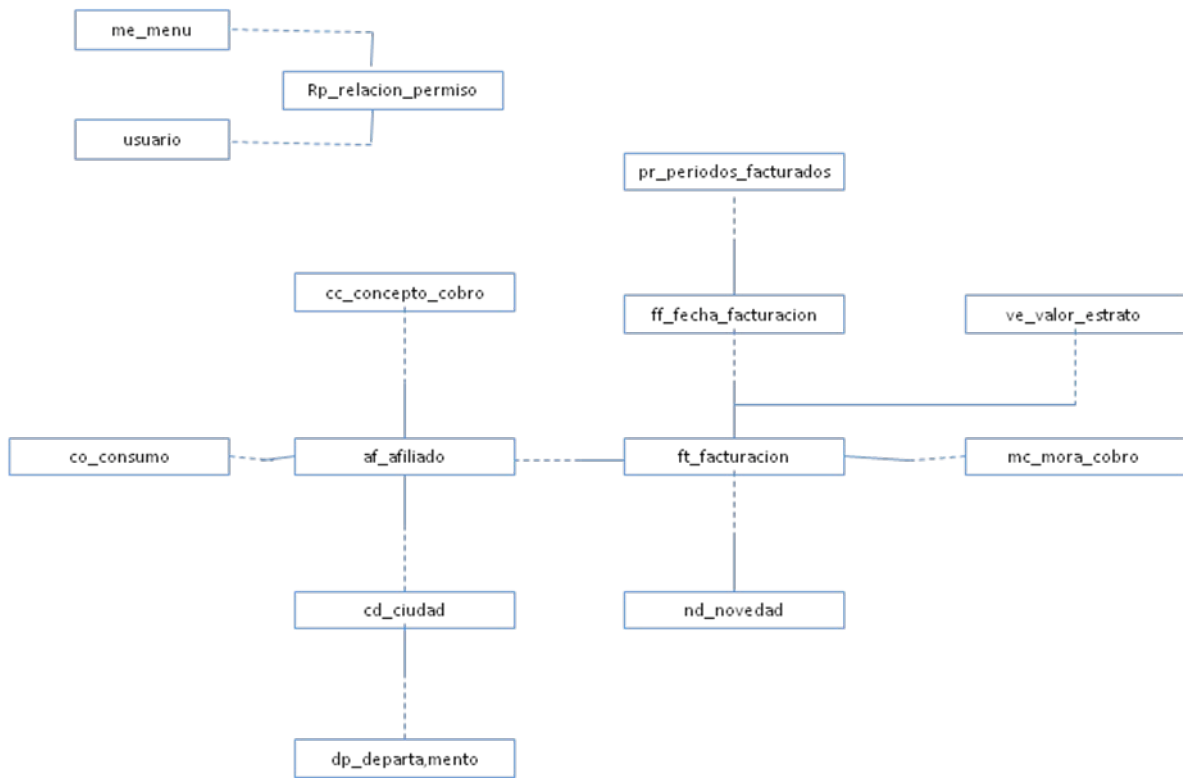 me_menu
Rp_relacion_permiso
usuario
pr_periodos_facturados
cc_concepto_cobro
ff_fecha_facturacion
ve_valor_estrato
co_consumo
af_afiliado
ft_facturacion
mc_mora_cobro
cd_ciudad
nd_novedad
dp_departa,mento